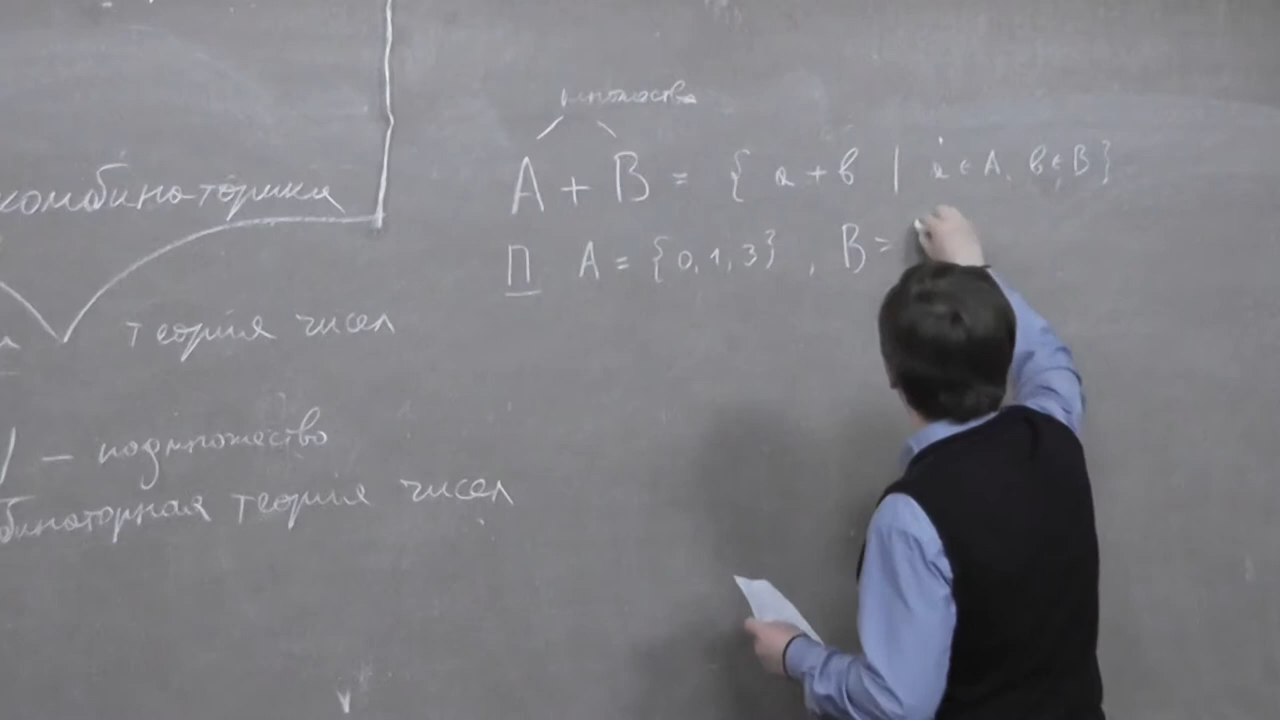 комбинаторика
теория чисел
— подмножество
бинаторная теория чисел
множества
A + B = { a + b | a ∈ A, b ∈ B }
П A = {0, 1, 3} , B =